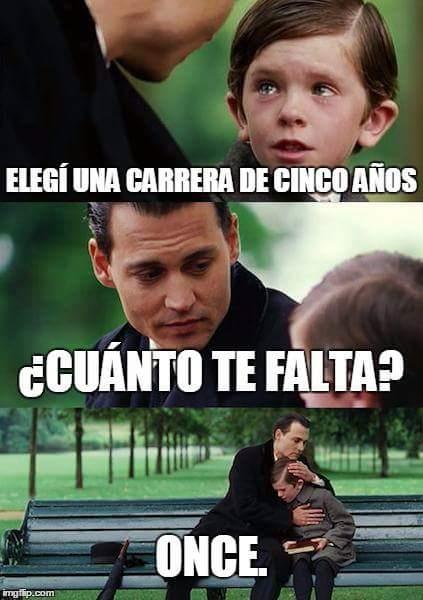 ELEGÍ UNA CARRERA DE CINCO AÑOS
¿CUÁNTO TE FALTA?
ONCE.
imgflip.com